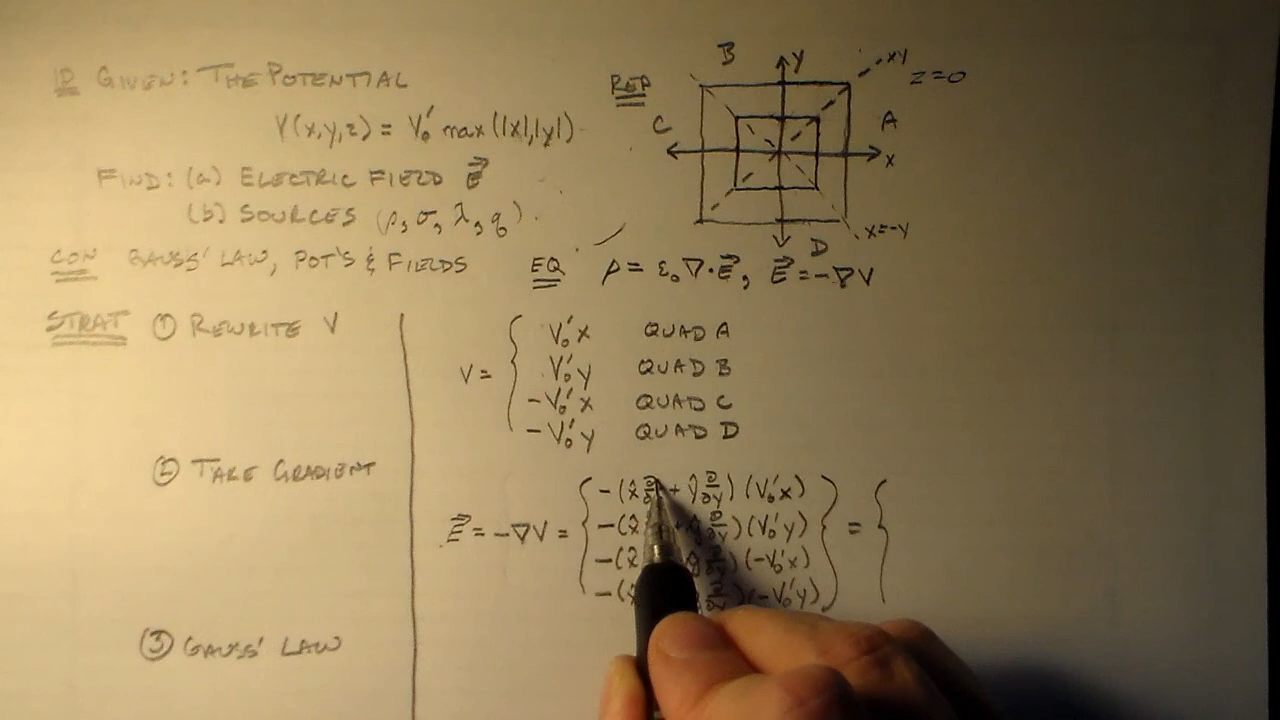 ID GIVEN: THE POTENTIAL
V(x,y,z) = V₀' max(|x|,|y|)
FIND: (a) ELECTRIC FIELD E⃗
(b) SOURCES (ρ, σ, λ, q).
REP
B
y
xy
z=0
C
A
x
D
x=-y
CON GAUSS' LAW, POT'S & FIELDS
EQ ρ = ε₀ ∇·E⃗, E⃗ = -∇V
STRAT ① REWRITE V
V =
V₀'x QUAD A
V₀'y QUAD B
-V₀'x QUAD C
-V₀'y QUAD D
② TAKE GRADIENT
E⃗ = -∇V = {
-(x̂ ∂ + ŷ ∂/∂y)(V₀'x)
-(x̂ + ŷ ∂/∂y)(V₀'y)
-(x̂ ŷ ∂/∂y)(-V₀'x)
-(x̂ ∂/∂y)(-V₀'y)
} = {
③ GAUSS' LAW